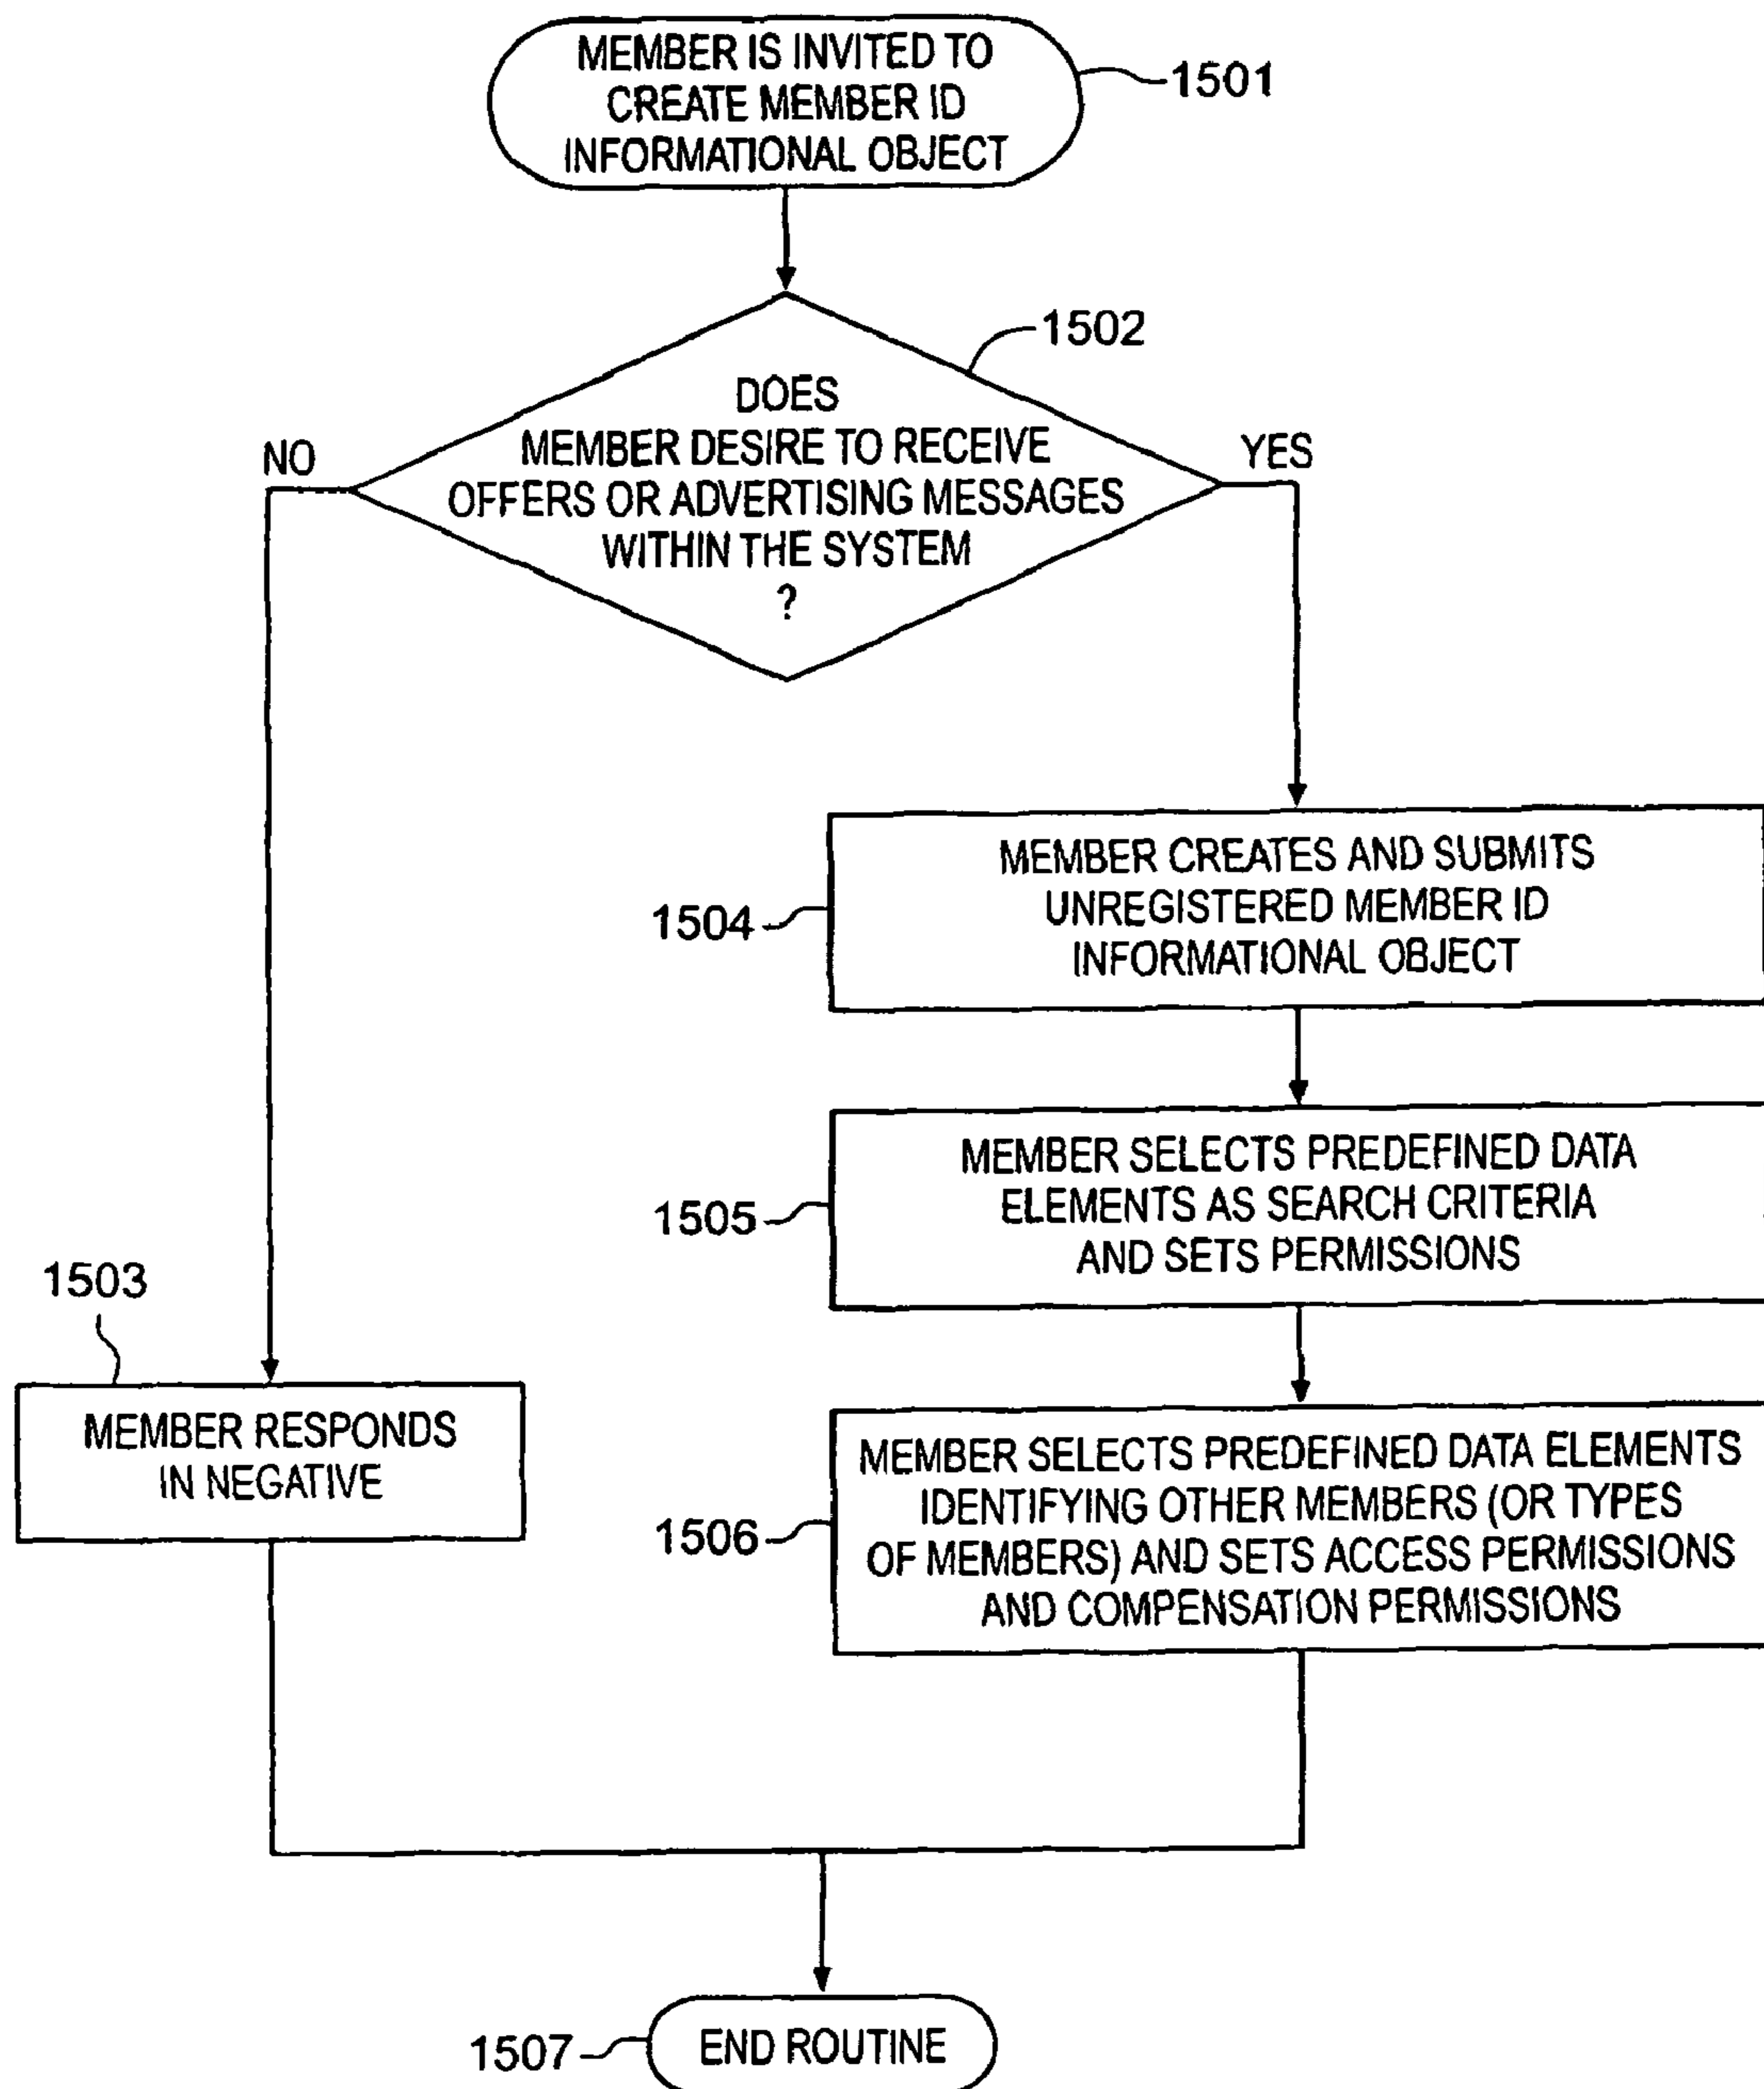 MEMBER IS INVITED TO
CREATE MEMBER ID
INFORMATIONAL OBJECT
1501
1502
DOES
MEMBER DESIRE TO RECEIVE
OFFERS OR ADVERTISING MESSAGES
WITHIN THE SYSTEM
?
NO
YES
MEMBER CREATES AND SUBMITS
UNREGISTERED MEMBER ID
INFORMATIONAL OBJECT
1504
MEMBER SELECTS PREDEFINED DATA
ELEMENTS AS SEARCH CRITERIA
AND SETS PERMISSIONS
1505
1503
MEMBER RESPONDS
IN NEGATIVE
MEMBER SELECTS PREDEFINED DATA ELEMENTS
IDENTIFYING OTHER MEMBERS (OR TYPES
OF MEMBERS) AND SETS ACCESS PERMISSIONS
AND COMPENSATION PERMISSIONS
1506
1507
END ROUTINE